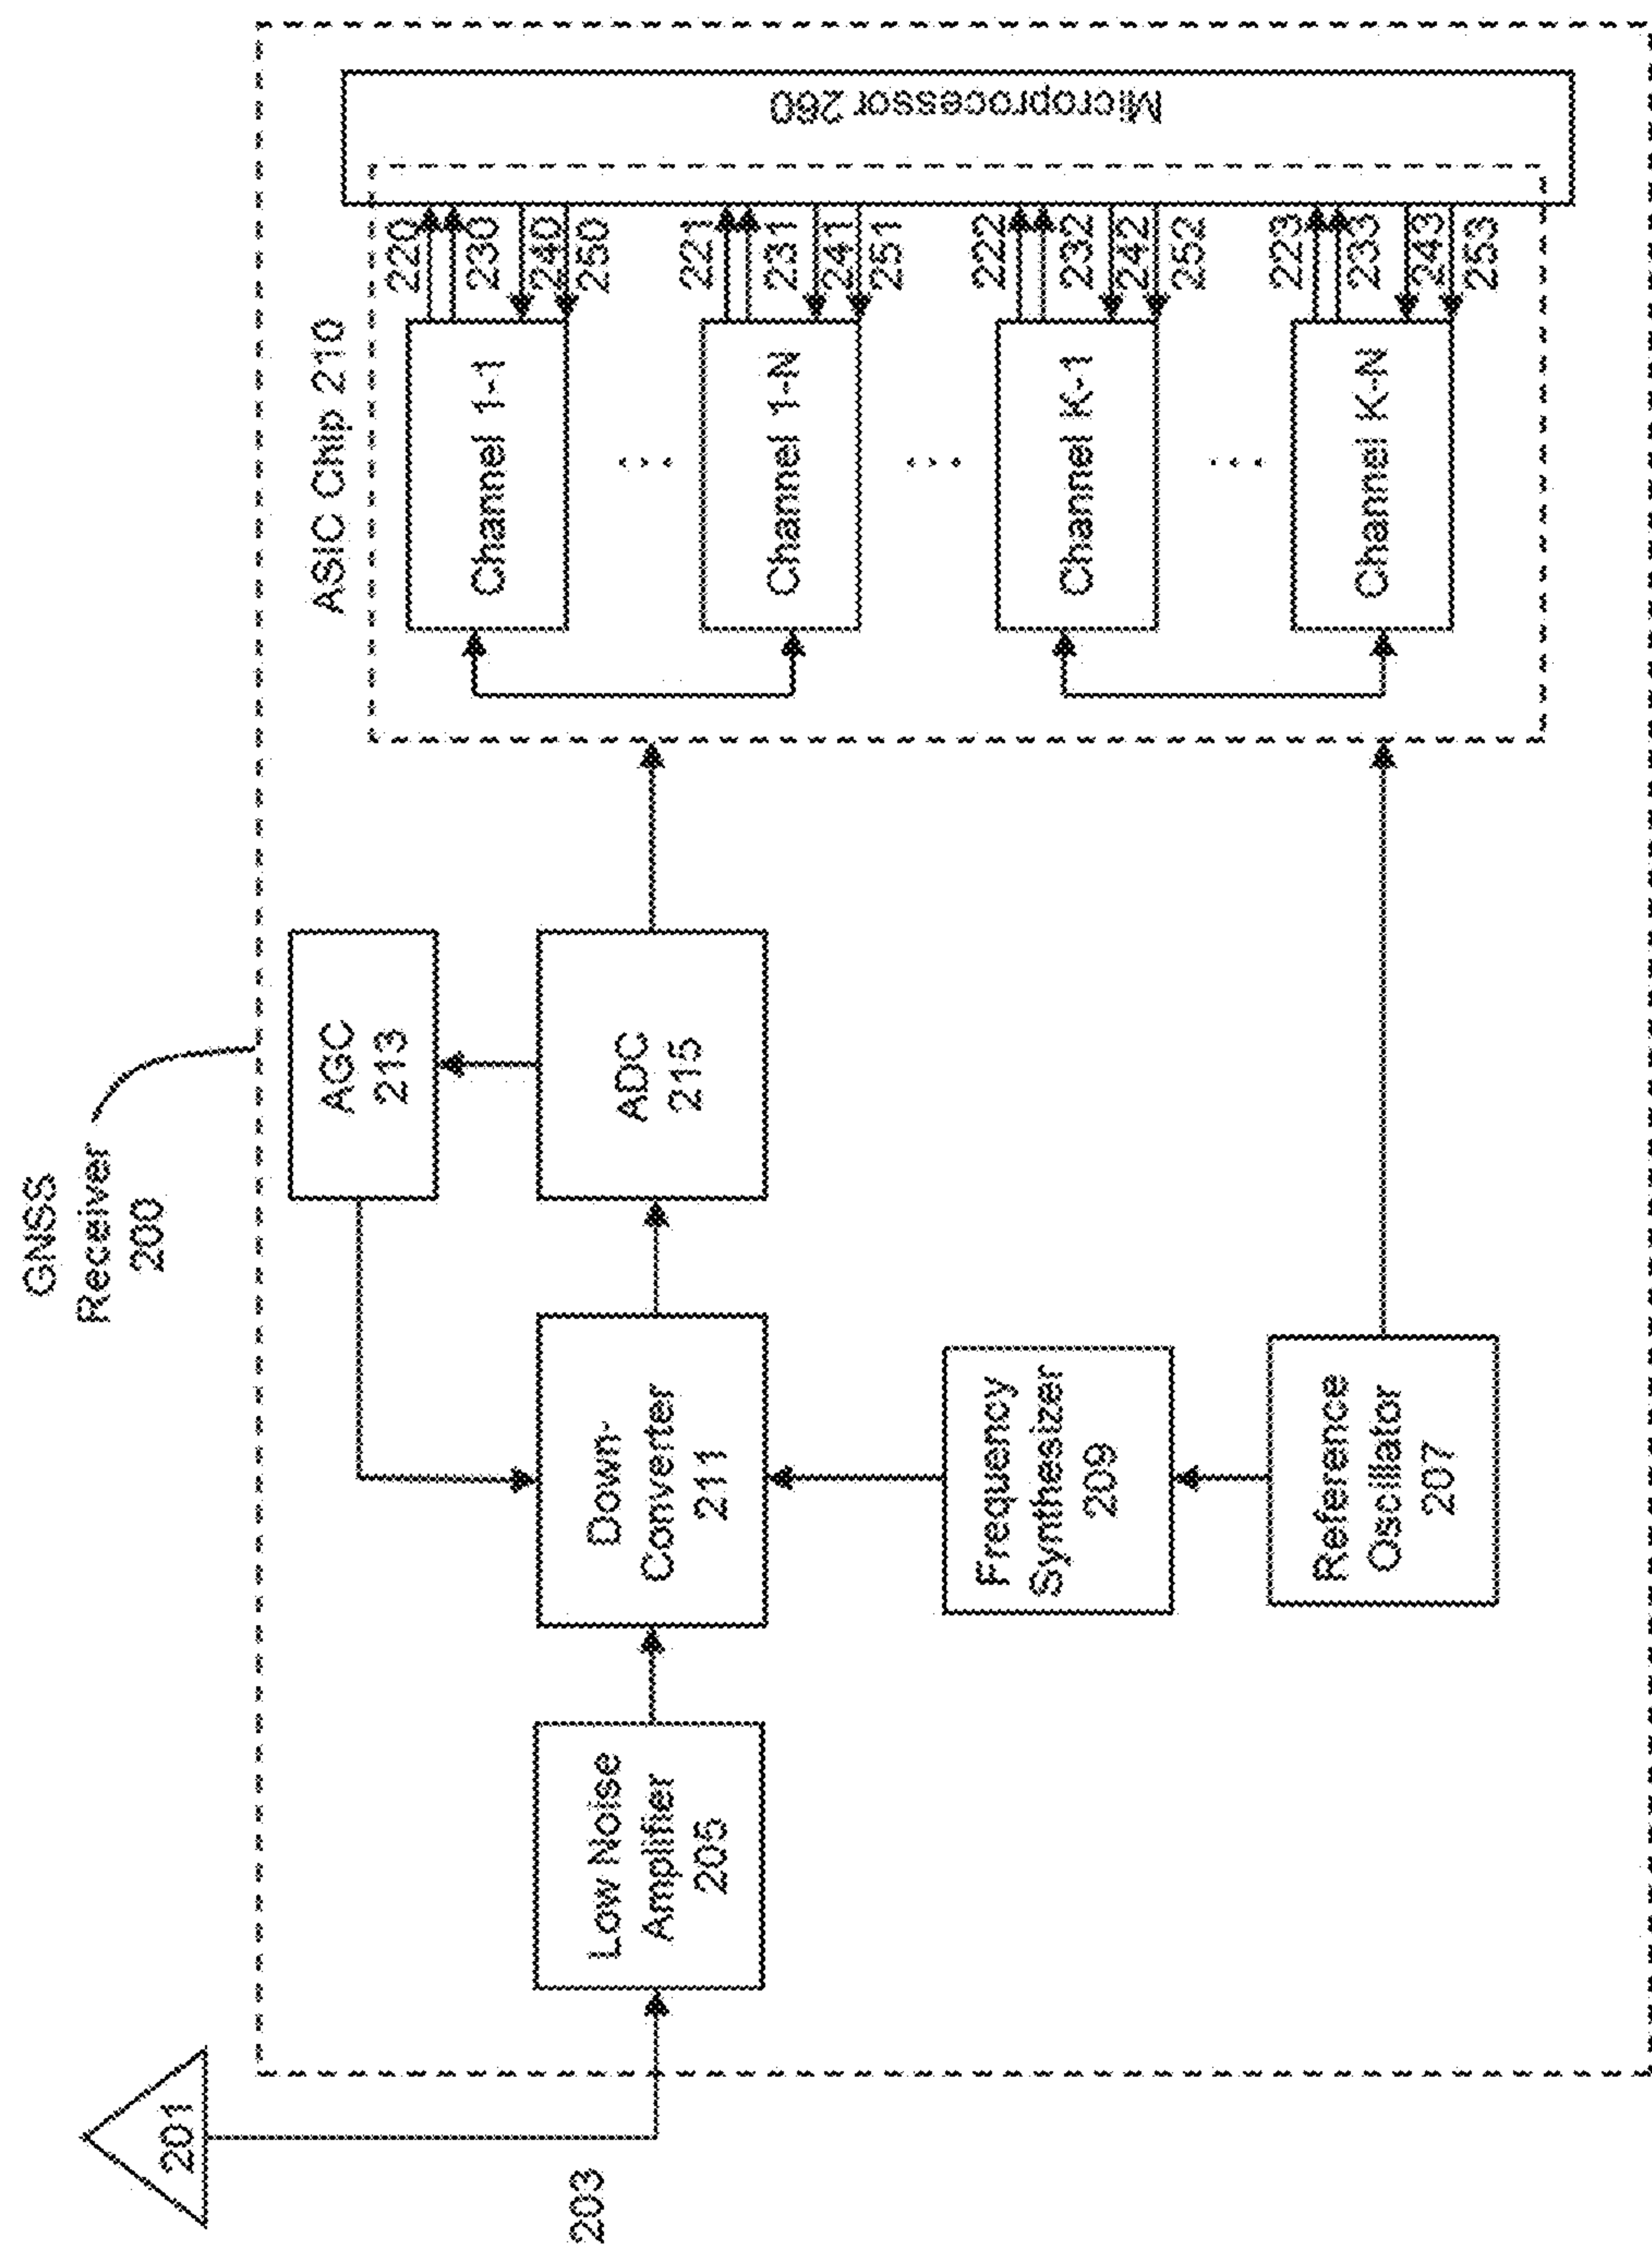 GNSS
Receiver
200
201
203
Low Noise
Amplifier
205
Down-
Converter
211
AGC
213
ADC
215
Frequency
Synthesizer
209
Reference
Oscillator
207
ASIC Chip 210
Channel 1-1
220
230
240
250
Channel 1-N
221
231
241
251
Channel K-1
222
232
242
252
Channel K-N
223
233
243
253
Microprocessor 260